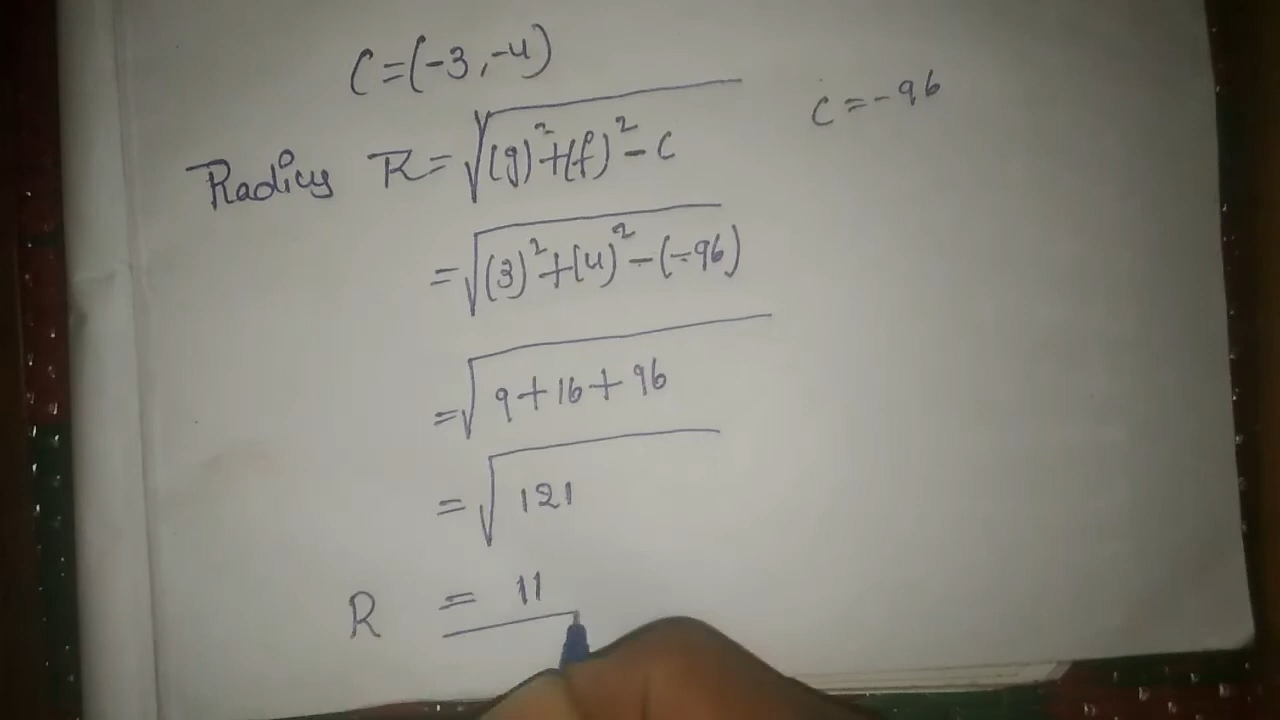 C=(-3,-4)
c=-96
Radius R=√(g)²+(f)²-c
=√(3)²+(4)²-(-96)
=√9+16+96
=√121
R = 11